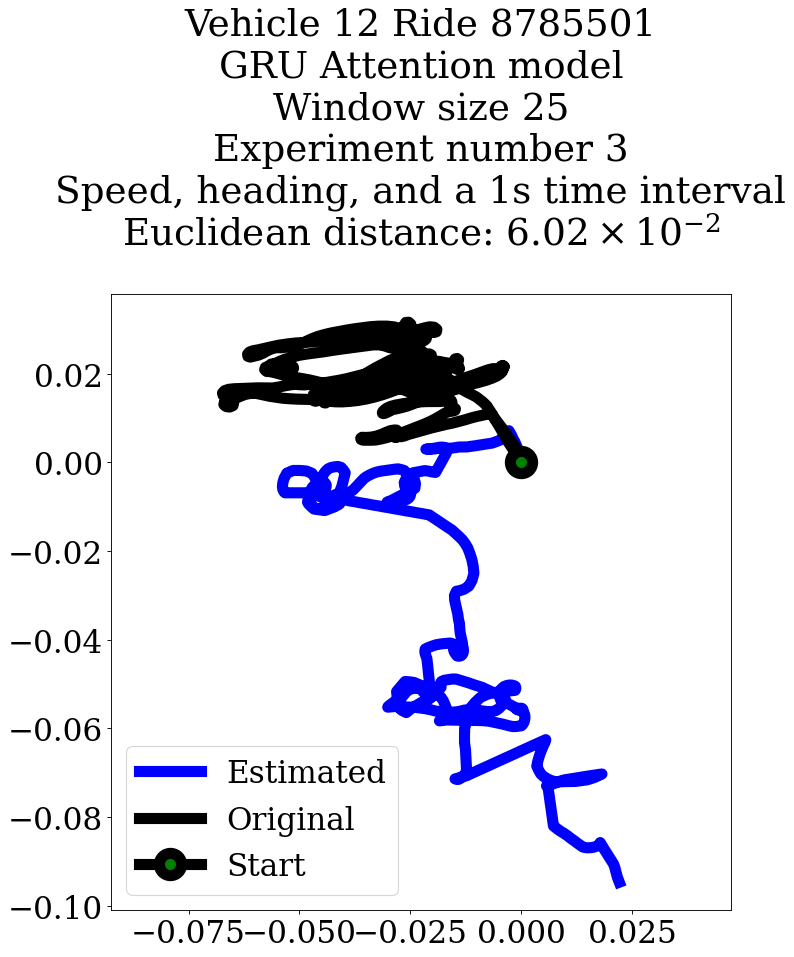 Vehicle 12 Ride 8785501
GRU Attention model
Window size 25
Experiment number 3
Speed, heading, and a 1s time interval
Euclidean distance: 6.02 × 10⁻²
0.02
0.00
−0.02
−0.04
−0.06
−0.08
−0.10
Estimated
Original
Start
−0.075 −0.050 −0.025 0.000 0.025